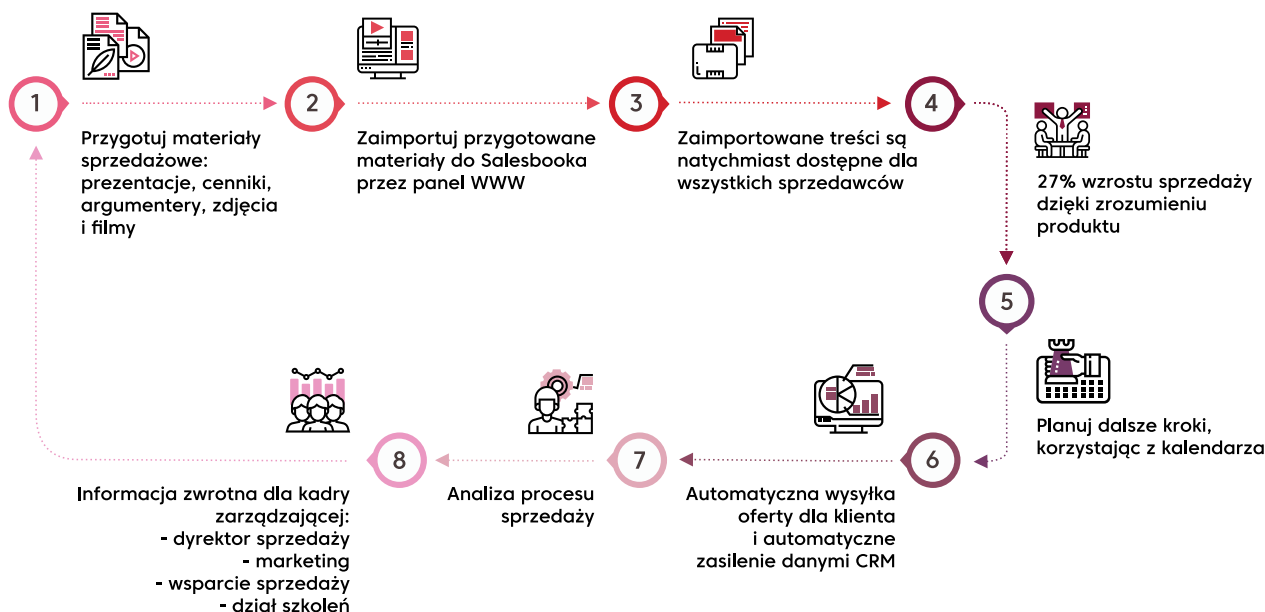 1
Przygotuj materiały
sprzedażowe:
prezentacje, cenniki,
argumentery, zdjęcia
i filmy
2
Zaimportuj przygotowane
materiały do Salesbooka
przez panel WWW
3
Zaimportowane treści są
natychmiast dostępne dla
wszystkich sprzedawców
4
27% wzrostu sprzedaży
dzięki zrozumieniu
produktu
5
Planuj dalsze kroki,
korzystając z kalendarza
6
Automatyczna wysyłka
oferty dla klienta
i automatyczne
zasilenie danymi CRM
7
Analiza procesu
sprzedaży
8
Informacja zwrotna dla kadry
zarządzającej:
- dyrektor sprzedaży
- marketing
- wsparcie sprzedaży
- dział szkoleń